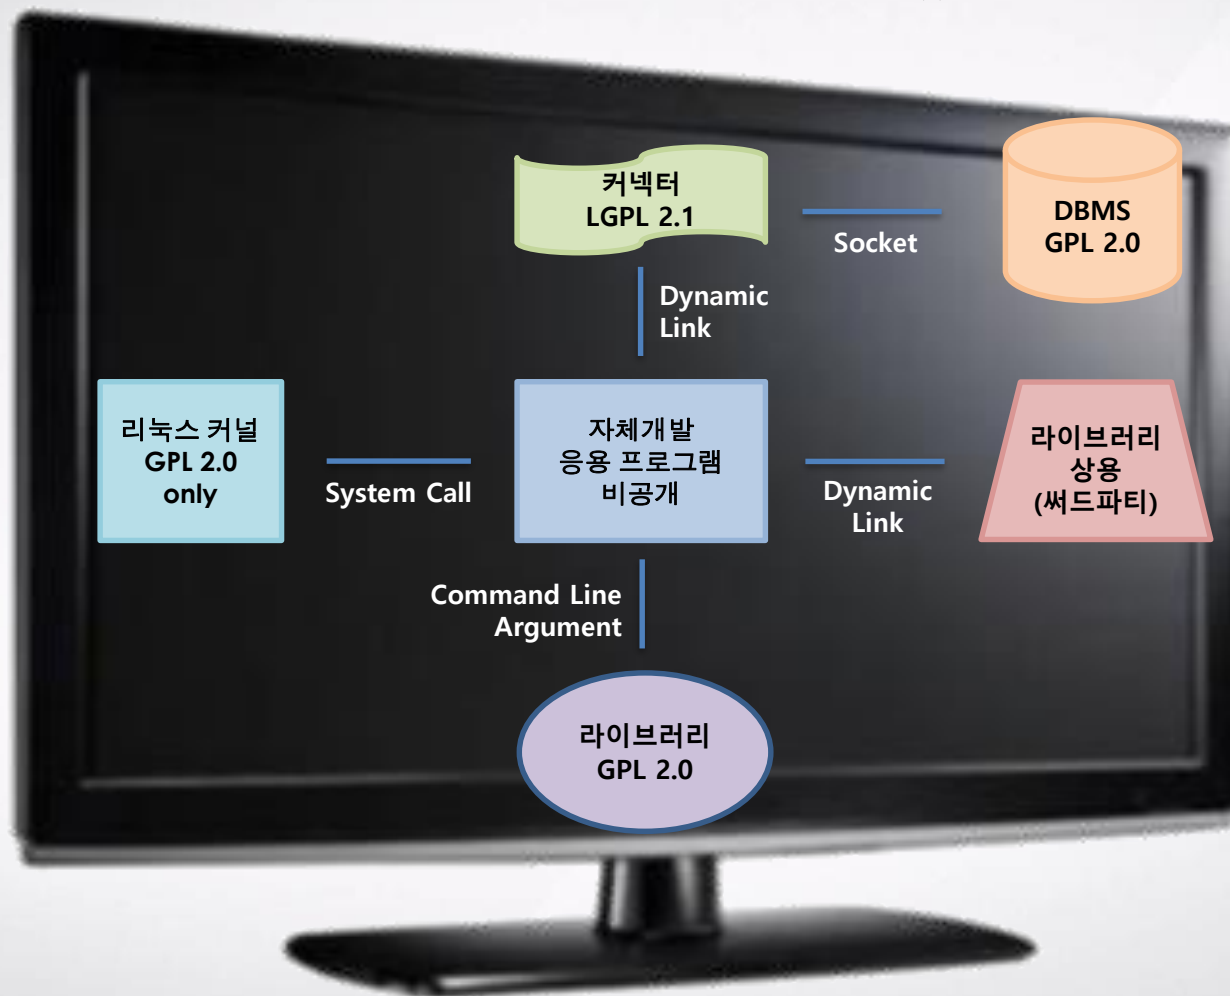 커넥터
LGPL 2.1
DBMS
GPL 2.0
Socket
Dynamic
Link
리눅스 커널
GPL 2.0
only
System Call
자체개발
응용 프로그램
비공개
Dynamic
Link
라이브러리
상용
(써드파티)
Command Line
Argument
라이브러리
GPL 2.0